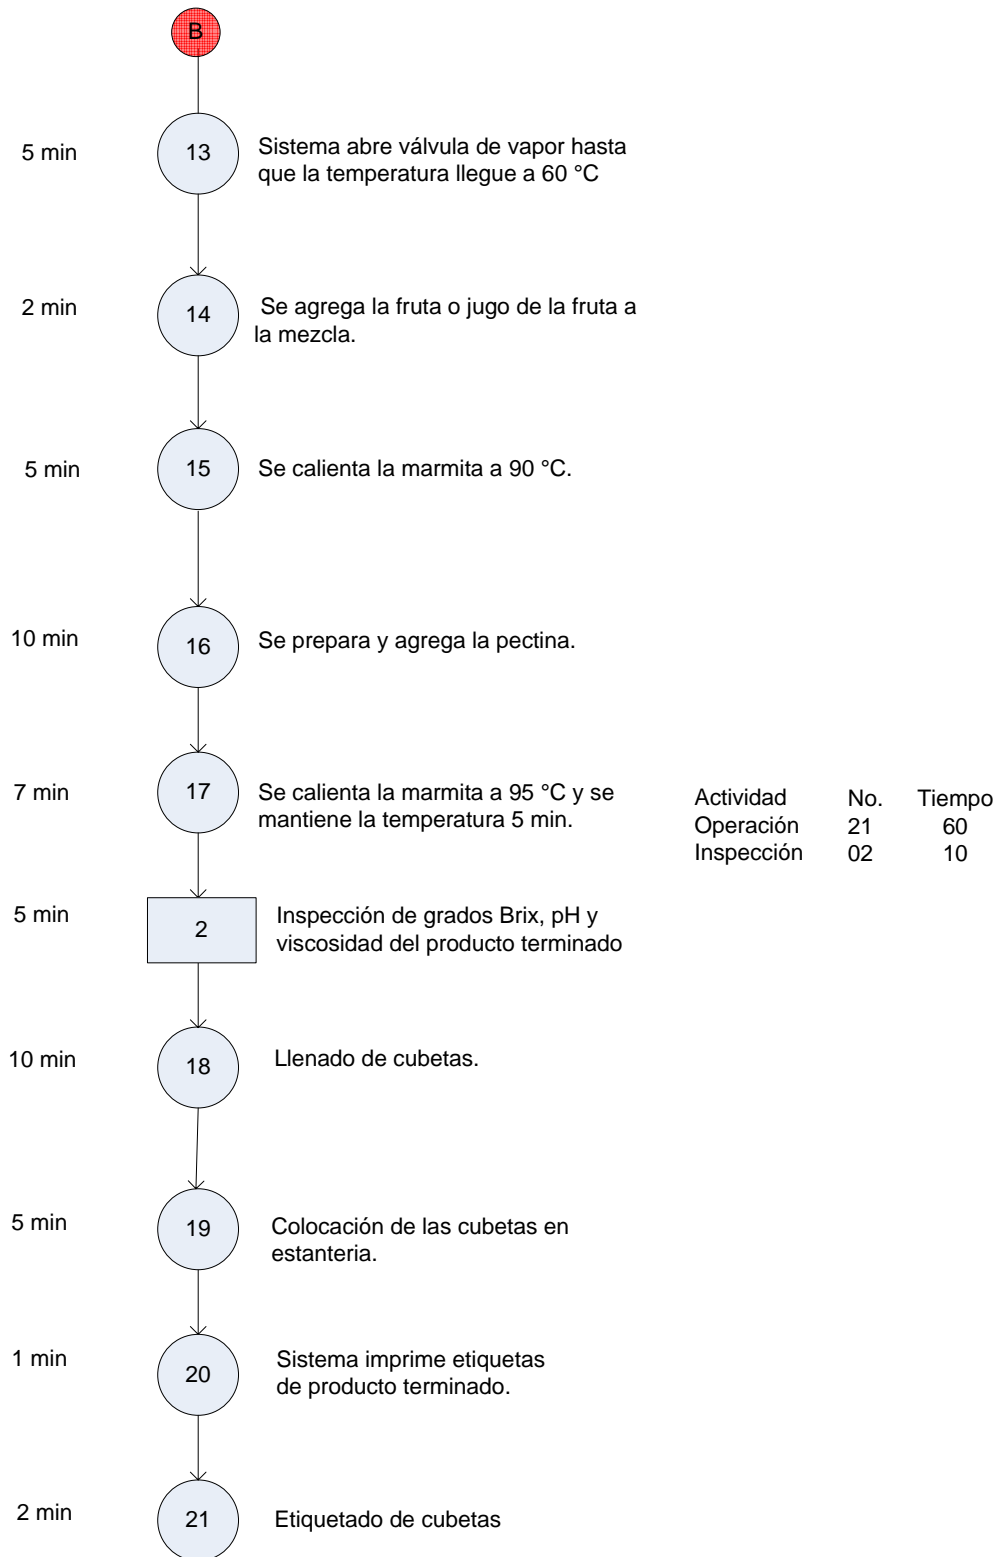 B
5 min
13
Sistema abre válvula de vapor hasta
que la temperatura llegue a 60 °C
2 min
14
Se agrega la fruta o jugo de la fruta a
la mezcla.
5 min
15
Se calienta la marmita a 90 °C.
10 min
16
Se prepara y agrega la pectina.
7 min
17
Se calienta la marmita a 95 °C y se
mantiene la temperatura 5 min.
Actividad No. Tiempo
Operación 21 60
Inspección 02 10
5 min
2
Inspección de grados Brix, pH y
viscosidad del producto terminado
10 min
18
Llenado de cubetas.
5 min
19
Colocación de las cubetas en
estanteria.
1 min
20
Sistema imprime etiquetas
de producto terminado.
2 min
21
Etiquetado de cubetas